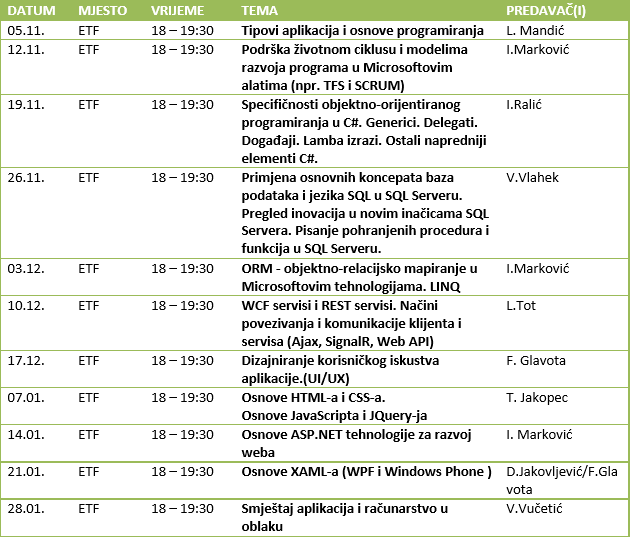 DATUM MJESTO VRIJEME TEMA PREDAVAČ(I)
05.11. ETF 18 – 19:30 Tipovi aplikacija i osnove programiranja L. Mandić
12.11. ETF 18 – 19:30 Podrška životnom ciklusu i modelima I.Marković
razvoja programa u Microsoftovim
alatima (npr. TFS i SCRUM)
19.11. ETF 18 – 19:30 Specifičnosti objektno-orijentiranog I.Ralić
programiranja u C#. Generici. Delegati.
Događaji. Lamba izrazi. Ostali napredniji
elementi C#.
26.11. ETF 18 – 19:30 Primjena osnovnih koncepata baza V.Vlahek
podataka i jezika SQL u SQL Serveru.
Pregled inovacija u novim inačicama SQL
Servera. Pisanje pohranjenih procedura i
funkcija u SQL Serveru.
03.12. ETF 18 – 19:30 ORM - objektno-relacijsko mapiranje u I.Marković
Microsoftovim tehnologijama. LINQ
10.12. ETF 18 – 19:30 WCF servisi i REST servisi. Načini L.Tot
povezivanja i komunikacije klijenta i
servisa (Ajax, SignalR, Web API)
17.12. ETF 18 – 19:30 Dizajniranje korisničkog iskustva F. Glavota
aplikacije.(UI/UX)
07.01. ETF 18 – 19:30 Osnove HTML-a i CSS-a. T. Jakopec
Osnove JavaScripta i JQuery-ja
14.01. ETF 18 – 19:30 Osnove ASP.NET tehnologije za razvoj I. Marković
weba
21.01. ETF 18 – 19:30 Osnove XAML-a (WPF i Windows Phone ) D.Jakovljević/F.Gla
vota
28.01. ETF 18 – 19:30 Smještaj aplikacija i računarstvo u V.Vučetić
oblaku